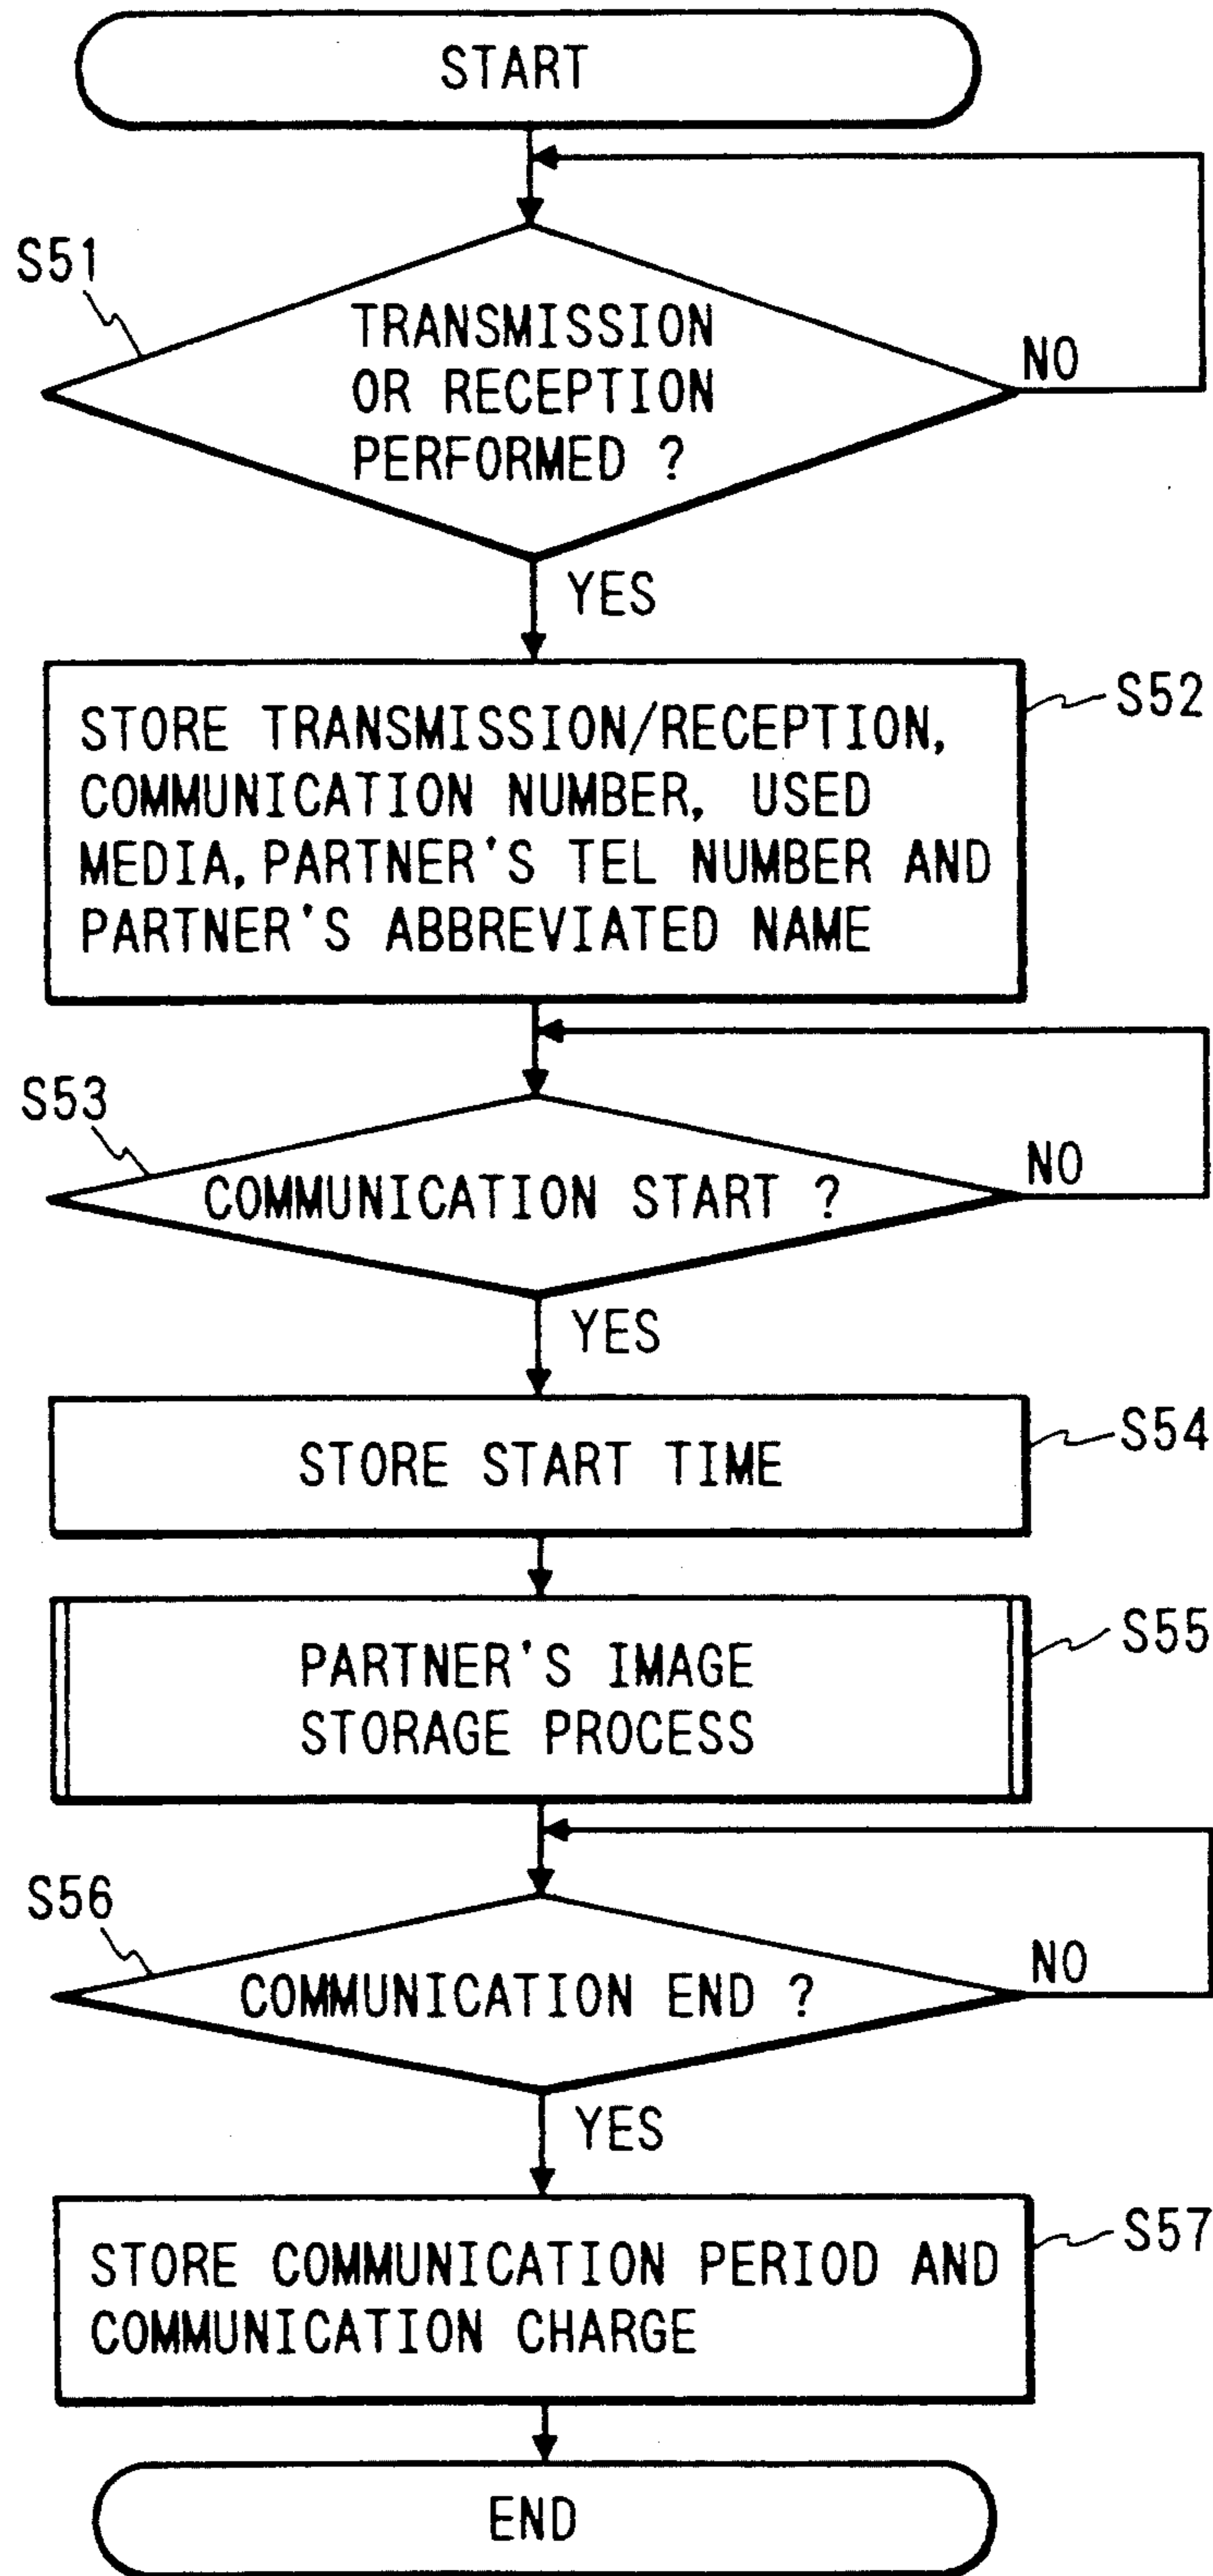 START
S51
TRANSMISSION
OR RECEPTION
PERFORMED ?
NO
YES
S52
STORE TRANSMISSION/RECEPTION,
COMMUNICATION NUMBER, USED
MEDIA, PARTNER'S TEL NUMBER AND
PARTNER'S ABBREVIATED NAME
S53
COMMUNICATION START ?
NO
YES
S54
STORE START TIME
S55
PARTNER'S IMAGE
STORAGE PROCESS
S56
COMMUNICATION END ?
NO
YES
S57
STORE COMMUNICATION PERIOD AND
COMMUNICATION CHARGE
END